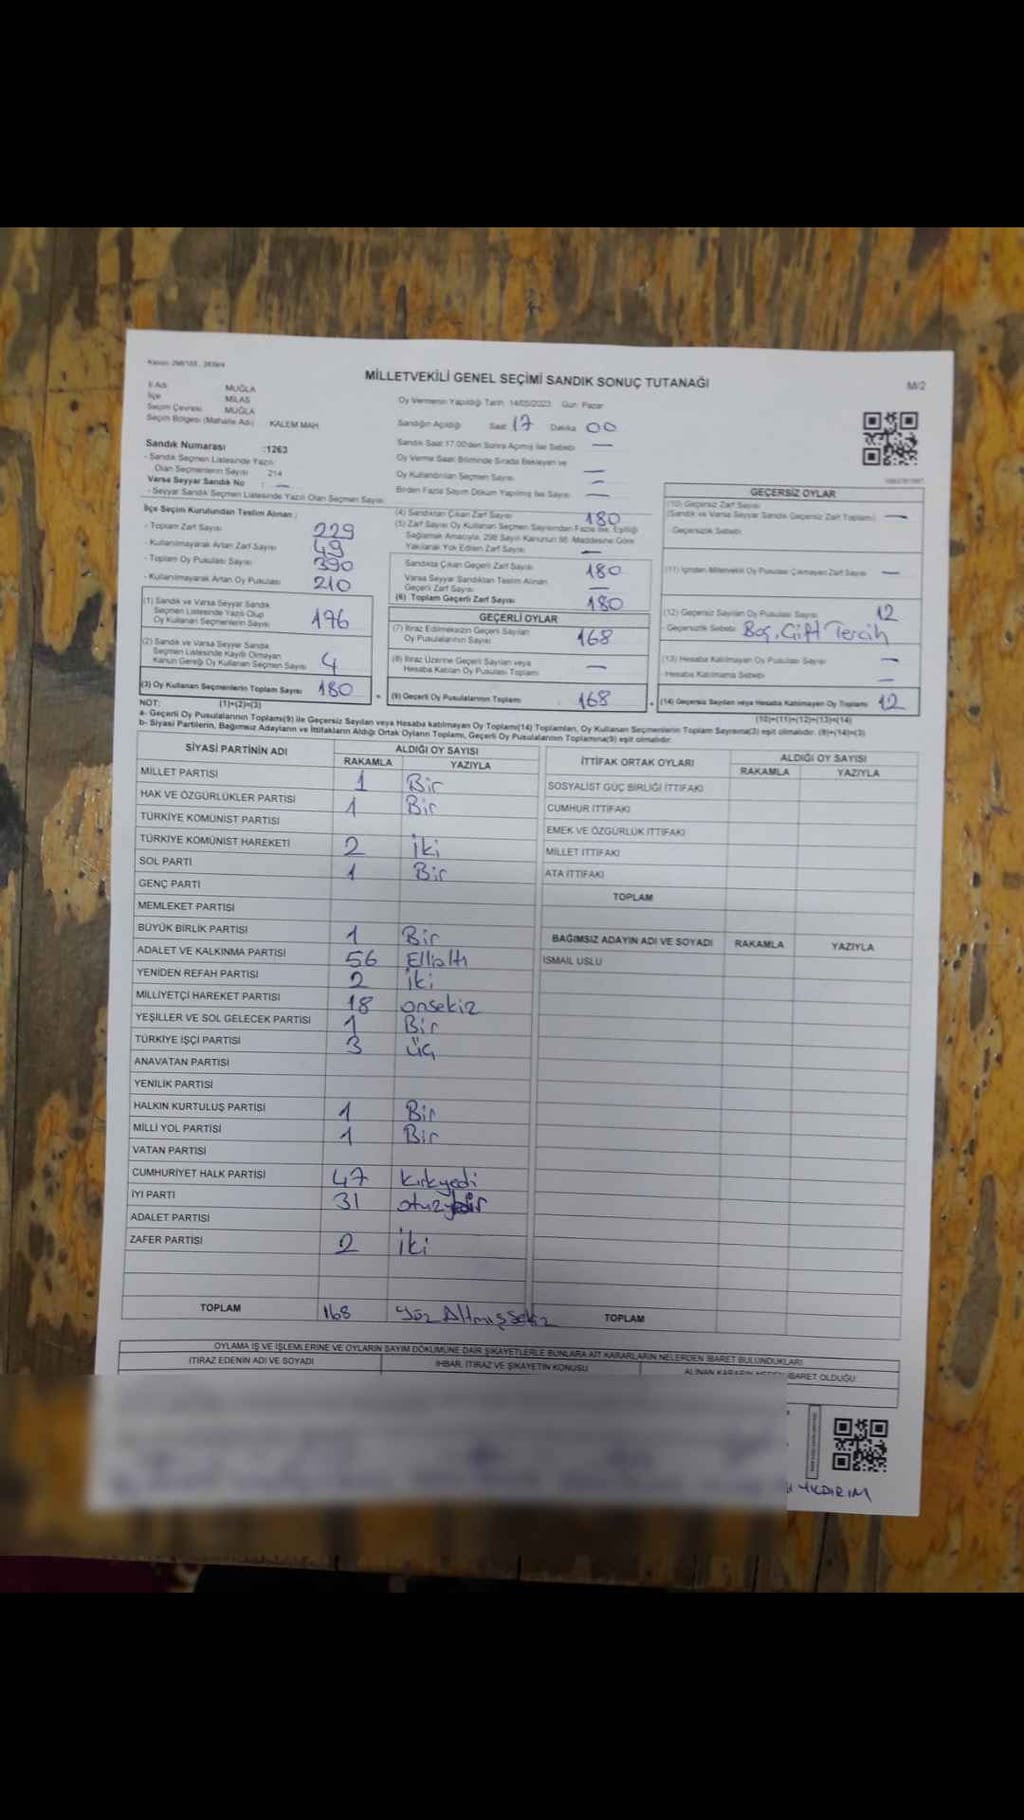 MİLLETVEKİLİ GENEL SEÇİMİ SANDIK SONUÇ TUTANAĞI
M/2
İl Adı MUĞLA
İlçe MİLAS
Seçim Çevresi MUĞLA
Seçim Bölgesi (Mahalle Adı) KALEM MAH
Sandık Numarası :1263
- Sandık Seçmen Listesinde Yazılı
Olan Seçmenlerin Sayısı 214
Varsa Seyyar Sandık No : —
- Seyyar Sandık Seçmen Listesinde Yazılı Olan Seçmen Sayısı
Oy Vermenin Yapıldığı Tarih 14/05/2023 Gün: Pazar
Sandığın Açıldığı Saat 17 Dakika 00
Sandık Saat 17.00'den Sonra Açılmış İse Sebebi —
Oy Verme Saati Bitiminde Sırada Bekleyen ve
Oy Kullandırılan Seçmen Sayısı —
Birden Fazla Sayım Döküm Yapılmış İse Sayısı —
İlçe Seçim Kurulundan Teslim Alınan :
- Toplam Zarf Sayısı 229
- Kullanılmayarak Artan Zarf Sayısı 49
- Toplam Oy Pusulası Sayısı 390
- Kullanılmayarak Artan Oy Pusulası 210
(1) Sandık ve Varsa Seyyar Sandık
Seçmen Listesinde Yazılı Olup
Oy Kullanan Seçmenlerin Sayısı 176
(2) Sandık ve Varsa Seyyar Sandık
Seçmen Listesinde Kayıtlı Olmayan
Kanun Gereği Oy Kullanan Seçmen Sayısı 4
(3) Oy Kullanan Seçmenlerin Toplam Sayısı 180
(4) Sandıktan Çıkan Zarf Sayısı 180
(5) Zarf Sayısı Oy Kullanan Seçmen Sayısından Fazla İse, Eşitliği
Sağlamak Amacıyla, 298 Sayılı Kanunun 98. Maddesine Göre
Yakılarak Yok Edilen Zarf Sayısı —
Sandıkta Çıkan Geçerli Zarf Sayısı 180
Varsa Seyyar Sandıktan Teslim Alınan
Geçerli Zarf Sayısı —
(6) Toplam Geçerli Zarf Sayısı 180
GEÇERLİ OYLAR
(7) İtiraz Edilmeksizin Geçerli Sayılan
Oy Pusulalarının Sayısı 168
(8) İtiraz Üzerine Geçerli Sayılan veya
Hesaba Katılan Oy Pusulası Toplamı —
(9) Geçerli Oy Pusulalarının Toplamı 168
GEÇERSİZ OYLAR
(10) Geçersiz Zarf Sayısı
(Sandık ve Varsa Seyyar Sandık Geçersiz Zarf Toplamı) —
Geçersizlik Sebebi
(11) İçinden Milletvekili Oy Pusulası Çıkmayan Zarf Sayısı —
(12) Geçersiz Sayılan Oy Pusulası Sayısı 12
Geçersizlik Sebebi Boş, Çift Tercih
(13) Hesaba Katılmayan Oy Pusulası Sayısı —
Hesaba Katılmama Sebebi —
(14) Geçersiz Sayılan veya Hesaba Katılmayan Oy Toplamı 12
NOT: (1)+(2)=(3) (10)+(11)+(12)+(13)=(14)
a- Geçerli Oy Pusulalarının Toplamı(9) ile Geçersiz Sayılan veya Hesaba katılmayan Oy Toplamı(14) Toplamları, Oy Kullanan Seçmenlerin Toplam Sayısına(3) eşit olmalıdır. (9)+(14)=(3)
b- Siyasi Partilerin, Bağımsız Adayların ve İttifakların Aldığı Ortak Oyların Toplamı, Geçerli Oy Pusulalarının Toplamına(9) eşit olmalıdır.
SİYASİ PARTİNİN ADI ALDIĞI OY SAYISI
RAKAMLA YAZIYLA
MİLLET PARTİSİ 1 Bir
HAK VE ÖZGÜRLÜKLER PARTİSİ 1 Bir
TÜRKİYE KOMÜNİST PARTİSİ
TÜRKİYE KOMÜNİST HAREKETİ 2 İki
SOL PARTİ 1 Bir
GENÇ PARTİ
MEMLEKET PARTİSİ
BÜYÜK BİRLİK PARTİSİ 1 Bir
ADALET VE KALKINMA PARTİSİ 56 Ellialtı
YENİDEN REFAH PARTİSİ 2 İki
MİLLİYETÇİ HAREKET PARTİSİ 18 onsekiz
YEŞİLLER VE SOL GELECEK PARTİSİ 1 Bir
TÜRKİYE İŞÇİ PARTİSİ 3 üç
ANAVATAN PARTİSİ
YENİLİK PARTİSİ
HALKIN KURTULUŞ PARTİSİ 1 Bir
MİLLİ YOL PARTİSİ 1 Bir
VATAN PARTİSİ
CUMHURİYET HALK PARTİSİ 47 kırkyedi
İYİ PARTİ 31 otuzbir
ADALET PARTİSİ
ZAFER PARTİSİ 2 İki
TOPLAM 168 Yüz Altmışsekiz
İTTİFAK ORTAK OYLARI ALDIĞI OY SAYISI
RAKAMLA YAZIYLA
SOSYALİST GÜÇ BİRLİĞİ İTTİFAKI
CUMHUR İTTİFAKI
EMEK VE ÖZGÜRLÜK İTTİFAKI
MİLLET İTTİFAKI
ATA İTTİFAKI
TOPLAM
BAĞIMSIZ ADAYIN ADI VE SOYADI RAKAMLA YAZIYLA
İSMAİL USLU
TOPLAM
OYLAMA İŞ VE İŞLEMLERİNE VE OYLARIN SAYIM DÖKÜMÜNE DAİR ŞİKAYETLERLE BUNLARA AİT KARARLARIN NELERDEN İBARET BULUNDUKLARI
İTİRAZ EDENİN ADI VE SOYADI İHBAR, İTİRAZ VE ŞİKAYETİN KONUSU ALINAN KARARIN NEDEN İBARET OLDUĞU
YILDIRIM